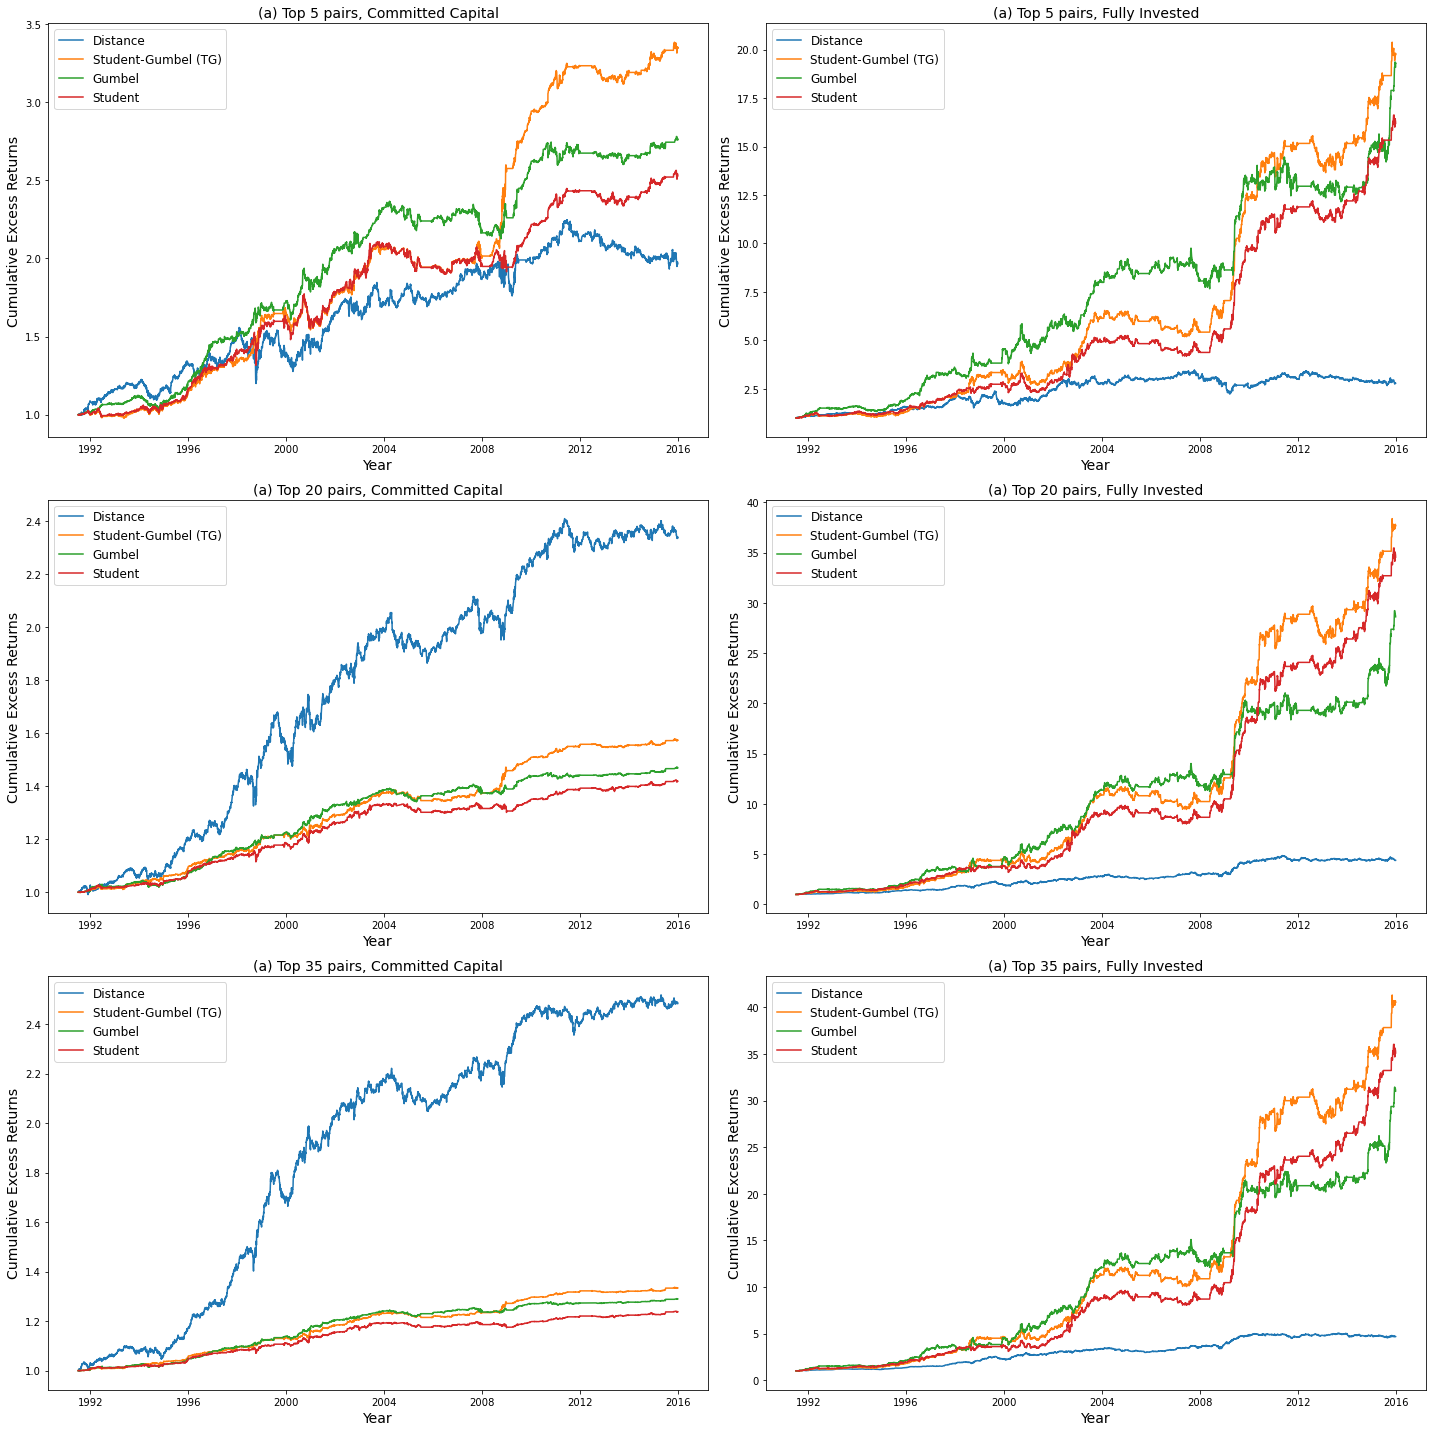 (a) Top 5 pairs, Committed Capital
Cumulative Excess Returns
3.5
3.0
2.5
2.0
1.5
1.0
Distance
Student-Gumbel (TG)
Gumbel
Student
1992 1996 2000 2004 2008 2012 2016
Year
(a) Top 5 pairs, Fully Invested
Cumulative Excess Returns
20.0
17.5
15.0
12.5
10.0
7.5
5.0
2.5
Distance
Student-Gumbel (TG)
Gumbel
Student
1992 1996 2000 2004 2008 2012 2016
Year
(a) Top 20 pairs, Committed Capital
Cumulative Excess Returns
2.4
2.2
2.0
1.8
1.6
1.4
1.2
1.0
Distance
Student-Gumbel (TG)
Gumbel
Student
1992 1996 2000 2004 2008 2012 2016
Year
(a) Top 20 pairs, Fully Invested
Cumulative Excess Returns
40
35
30
25
20
15
10
5
0
Distance
Student-Gumbel (TG)
Gumbel
Student
1992 1996 2000 2004 2008 2012 2016
Year
(a) Top 35 pairs, Committed Capital
Cumulative Excess Returns
2.4
2.2
2.0
1.8
1.6
1.4
1.2
1.0
Distance
Student-Gumbel (TG)
Gumbel
Student
1992 1996 2000 2004 2008 2012 2016
Year
(a) Top 35 pairs, Fully Invested
Cumulative Excess Returns
40
35
30
25
20
15
10
5
0
Distance
Student-Gumbel (TG)
Gumbel
Student
1992 1996 2000 2004 2008 2012 2016
Year